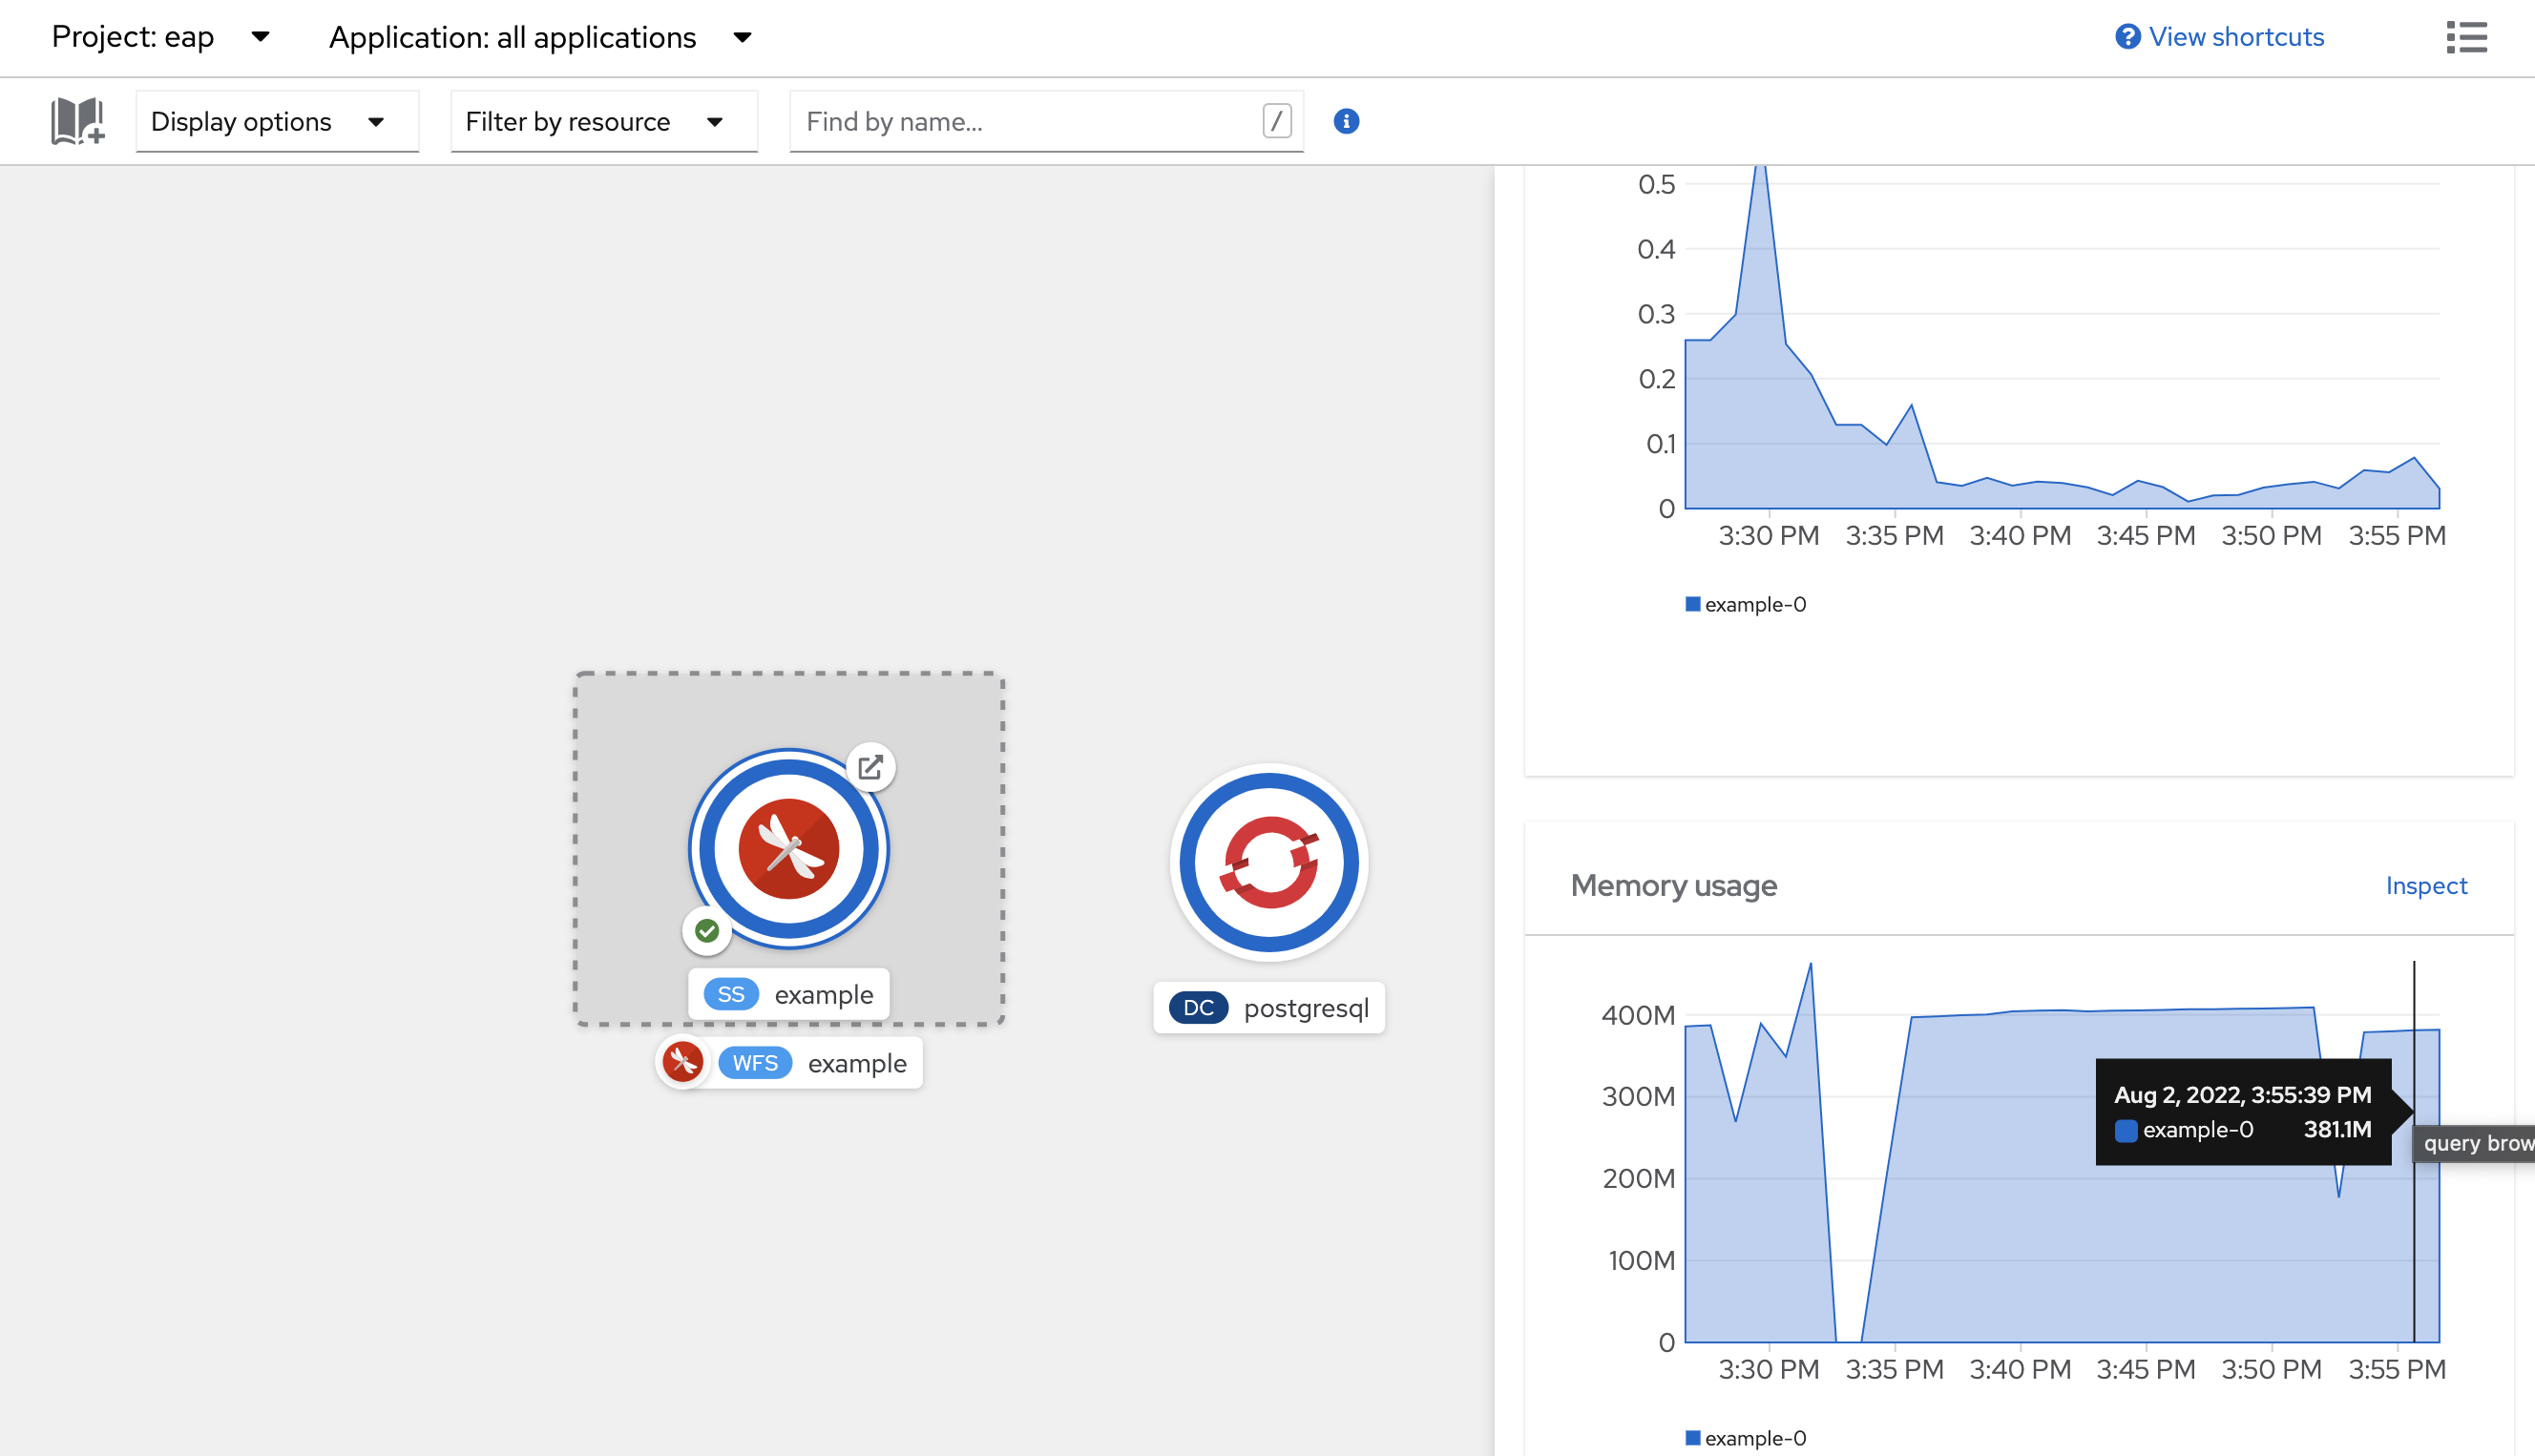 Project: eap
Application: all applications
View shortcuts
Display options
Filter by resource
Find by name...
/
0.5
0.4
0.3
0.2
0.1
0
3:30 PM 3:35 PM 3:40 PM 3:45 PM 3:50 PM 3:55 PM
example-0
SS example
WFS example
DC postgresql
Memory usage
Inspect
400M
300M
200M
100M
0
Aug 2, 2022, 3:55:39 PM
example-0 381.1M
query brow
3:30 PM 3:35 PM 3:40 PM 3:45 PM 3:50 PM 3:55 PM
example-0